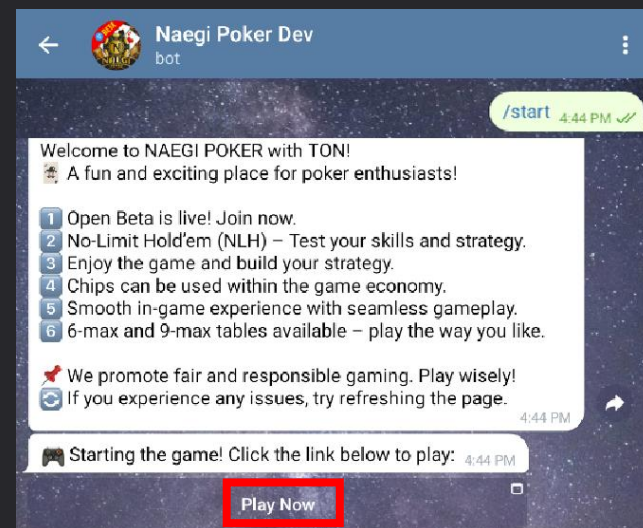 Naegi Poker Dev
bot
/start 4:44 PM
Welcome to NAEGI POKER with TON!
🃏 A fun and exciting place for poker enthusiasts!
1 Open Beta is live! Join now.
2 No-Limit Hold'em (NLH) – Test your skills and strategy.
3 Enjoy the game and build your strategy.
4 Chips can be used within the game economy.
5 Smooth in-game experience with seamless gameplay.
6 6-max and 9-max tables available – play the way you like.
📌 We promote fair and responsible gaming. Play wisely!
🔄 If you experience any issues, try refreshing the page.
4:44 PM
🎮 Starting the game! Click the link below to play: 4:44 PM
Play Now